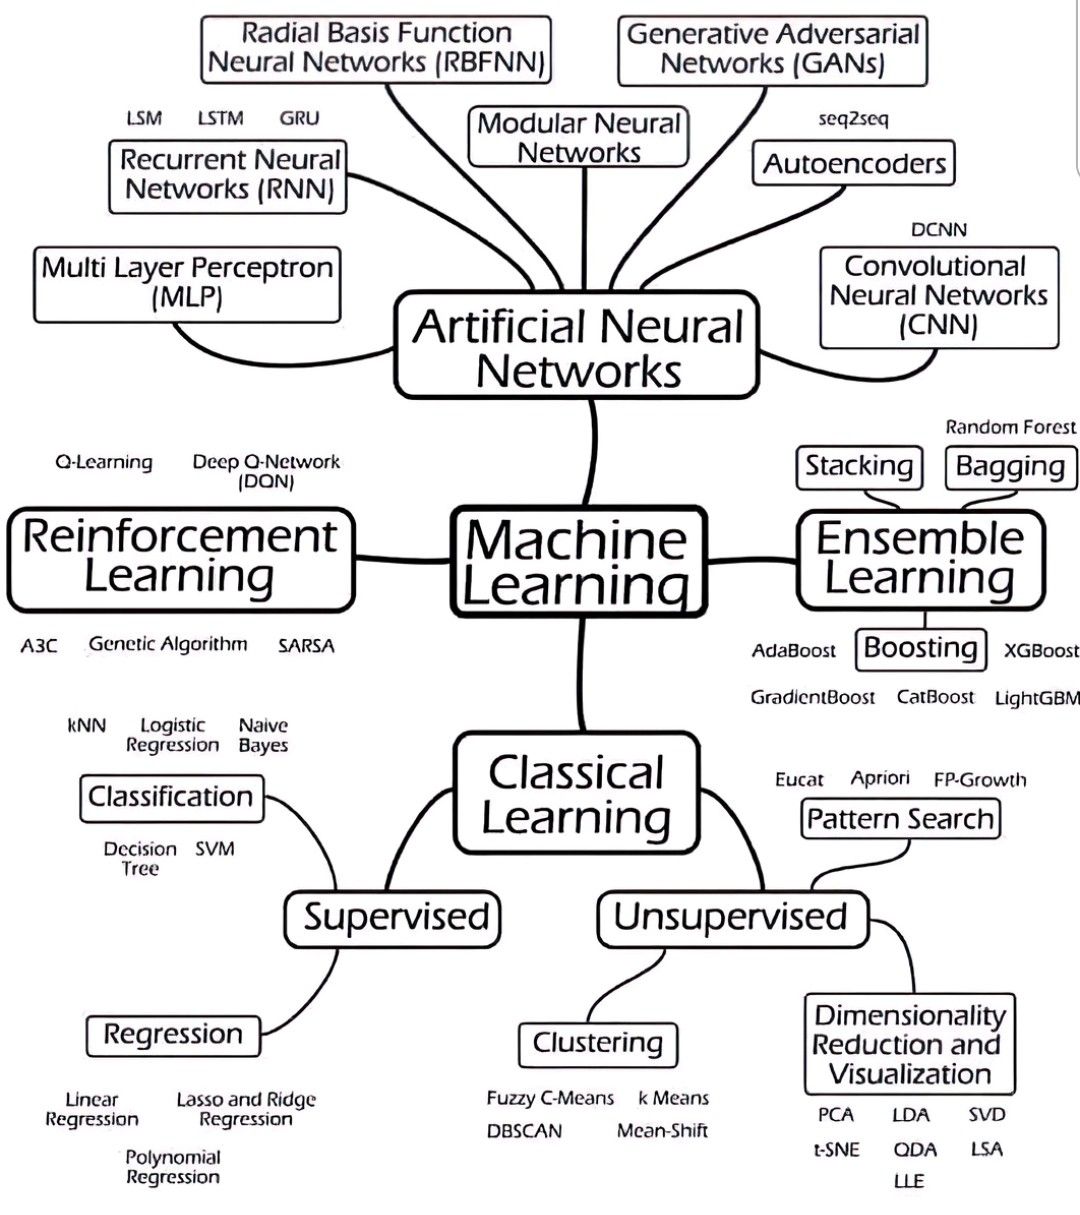 Radial Basis Function
Neural Networks (RBFNN)
Generative Adversarial
Networks (GANs)
LSM LSTM GRU
Recurrent Neural
Networks (RNN)
Modular Neural
Networks
seq2seq
Autoencoders
Multi Layer Perceptron
(MLP)
DCNN
Convolutional
Neural Networks
(CNN)
Artificial Neural
Networks
Q-Learning
Deep Q-Network
(DQN)
Reinforcement
Learning
A3C Genetic Algorithm SARSA
Machine
Learning
Stacking
Random Forest
Bagging
Ensemble
Learning
AdaBoost
Boosting
XGBoost
GradientBoost CatBoost LightGBM
kNN
Logistic
Regression
Naive
Bayes
Classification
Decision
Tree
SVM
Classical
Learning
Eucat Apriori FP-Growth
Pattern Search
Supervised
Unsupervised
Regression
Linear
Regression
Lasso and Ridge
Regression
Polynomial
Regression
Clustering
Fuzzy C-Means k Means
DBSCAN Mean-Shift
Dimensionality
Reduction and
Visualization
PCA LDA SVD
t-SNE QDA LSA
LLE